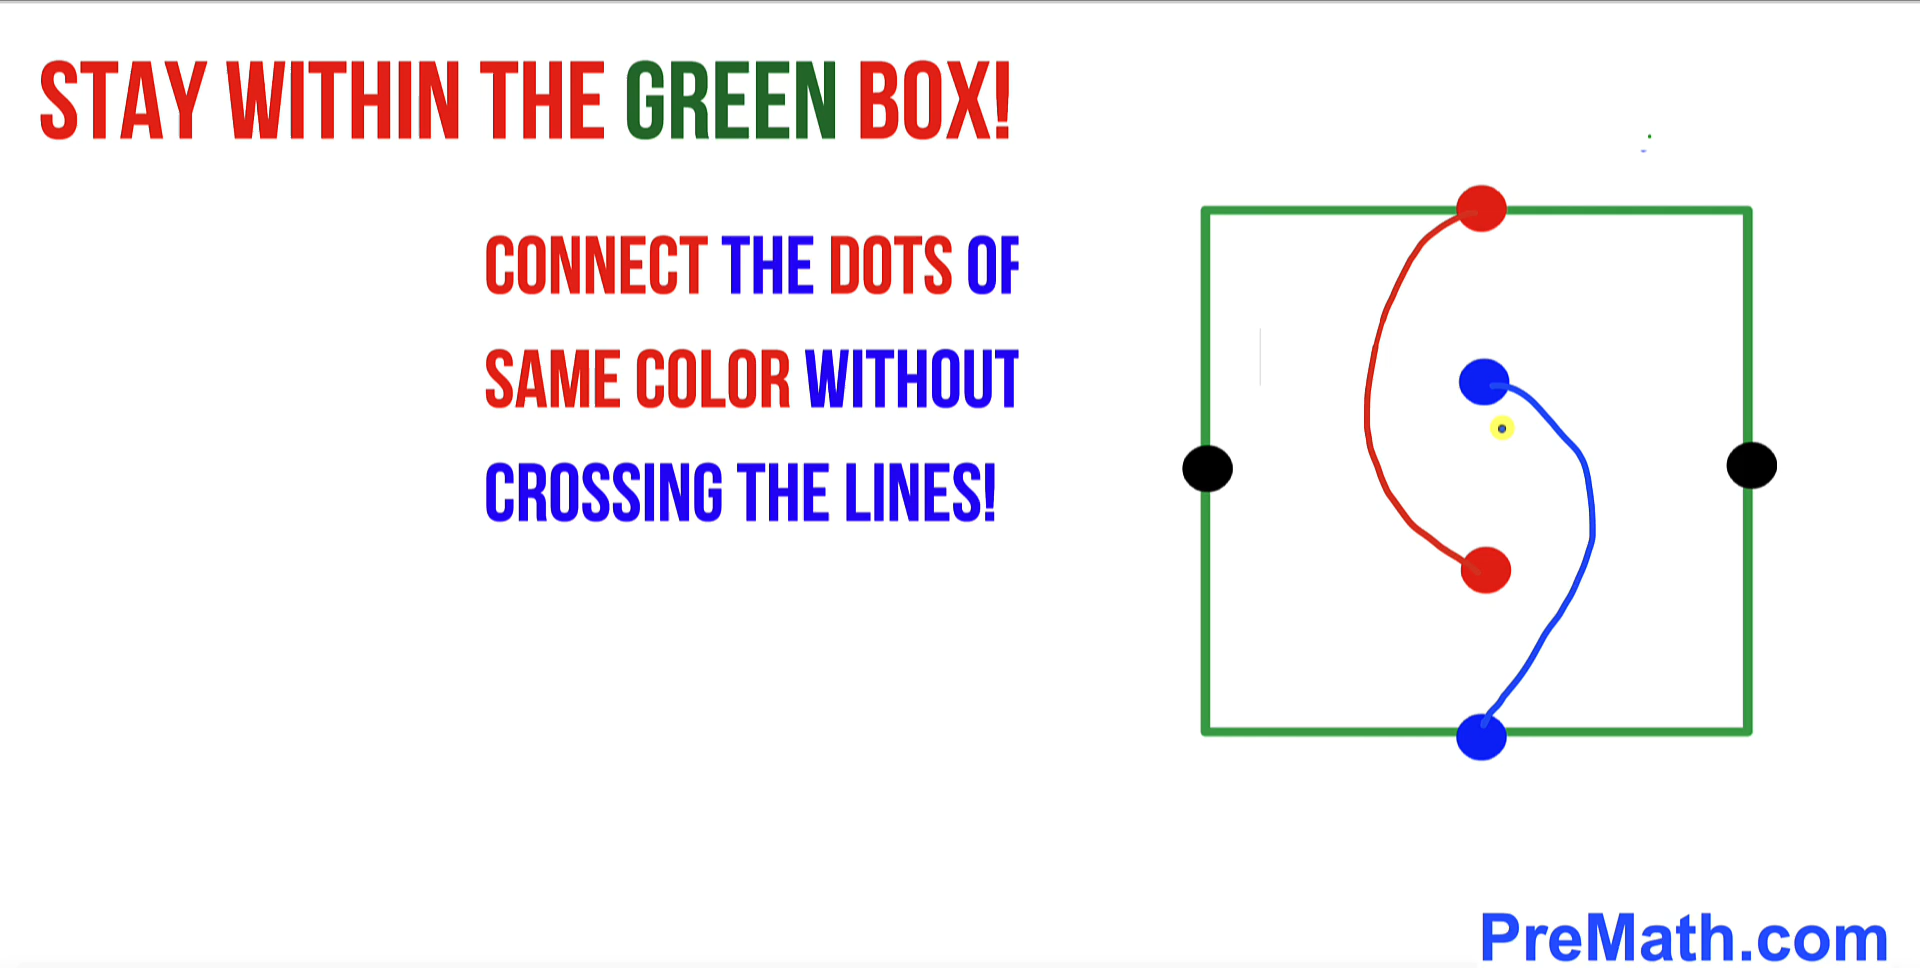 STAY WITHIN THE GREEN BOX!
CONNECT THE DOTS OF
SAME COLOR WITHOUT
CROSSING THE LINES!
PreMath.com